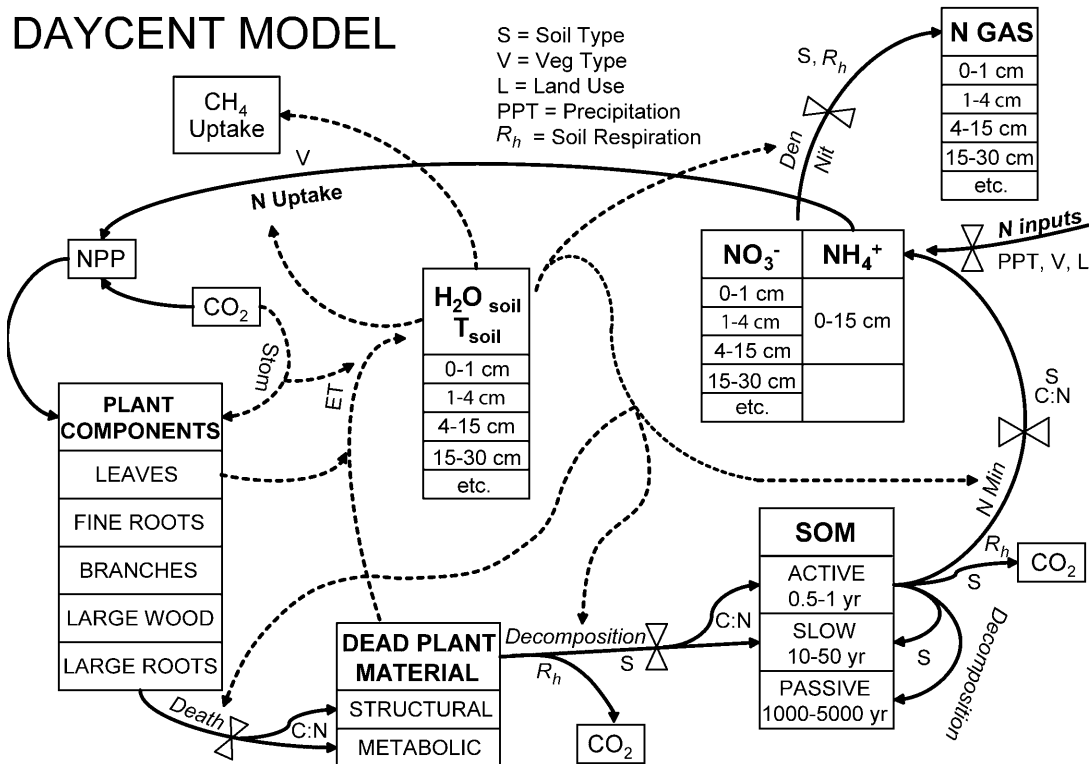 DAYCENT MODEL
S = Soil Type
V = Veg Type
L = Land Use
PPT = Precipitation
Rh = Soil Respiration
CH4
Uptake
V
N Uptake
NPP
CO2
Stom
ET
PLANT
COMPONENTS
LEAVES
FINE ROOTS
BRANCHES
LARGE WOOD
LARGE ROOTS
Death
C:N
H2O soil
Tsoil
0-1 cm
1-4 cm
4-15 cm
15-30 cm
etc.
DEAD PLANT
MATERIAL
STRUCTURAL
METABOLIC
Decomposition
Rh
S
C:N
CO2
S, Rh
Den
Nit
N GAS
0-1 cm
1-4 cm
4-15 cm
15-30 cm
etc.
N inputs
PPT, V, L
NO3-
0-1 cm
1-4 cm
4-15 cm
15-30 cm
etc.
NH4+
0-15 cm
S
C:N
N Min
SOM
ACTIVE
0.5-1 yr
SLOW
10-50 yr
PASSIVE
1000-5000 yr
Rh
S
CO2
S
Decomposition